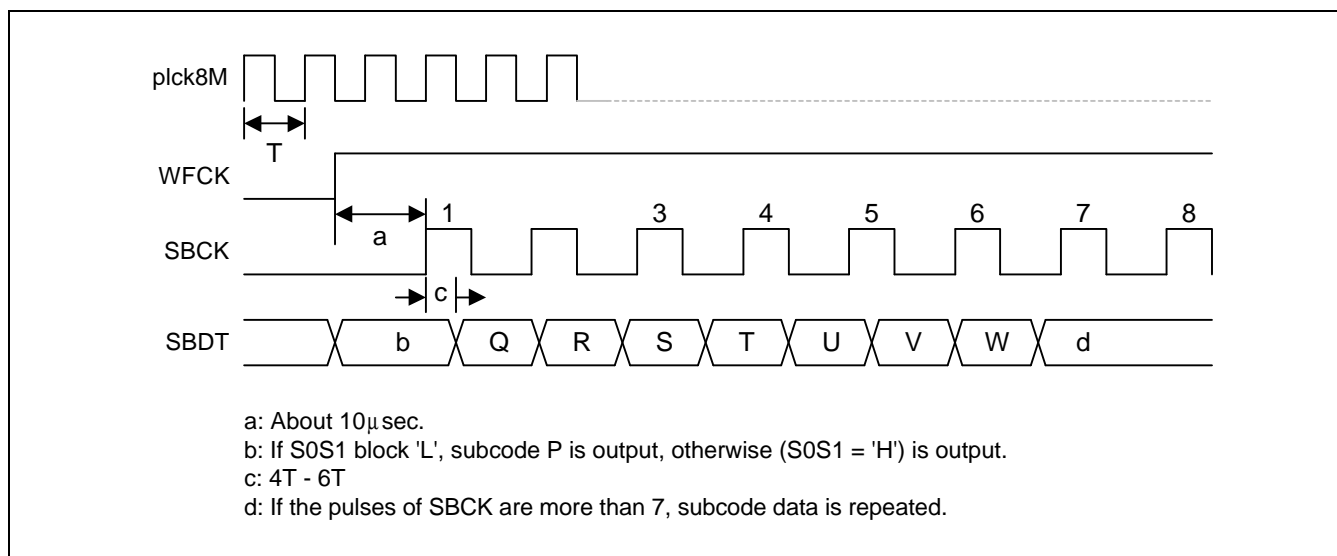 plck8M
T
WFCK
1 3 4 5 6 7 8
a
SBCK
c
SBDT b Q R S T U V W d
a: About 10μsec.
b: If S0S1 block 'L', subcode P is output, otherwise (S0S1 = 'H') is output.
c: 4T - 6T
d: If the pulses of SBCK are more than 7, subcode data is repeated.